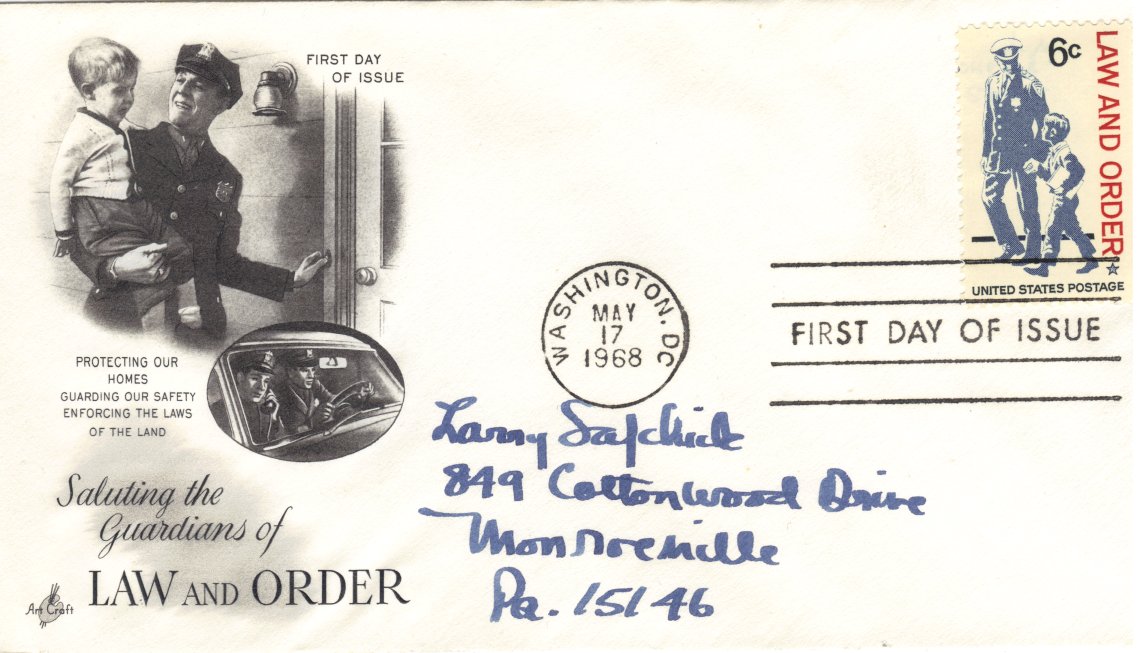 FIRST DAY
OF ISSUE
6c
LAW AND ORDER
UNITED STATES POSTAGE
WASHINGTON, DC
MAY
17
1968
FIRST DAY OF ISSUE
PROTECTING OUR
HOMES
GUARDING OUR SAFETY
ENFORCING THE LAWS
OF THE LAND
Saluting the
Guardians of
LAW AND ORDER
Art Craft
Larry
849 Cottonwood Drive
Monroeville
Pa. 15146